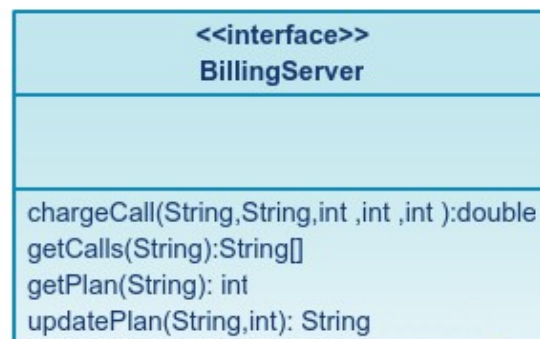 <<interface>>
BillingServer
chargeCall(String,String,int ,int ,int ):double
getCalls(String):String[]
getPlan(String): int
updatePlan(String,int): String